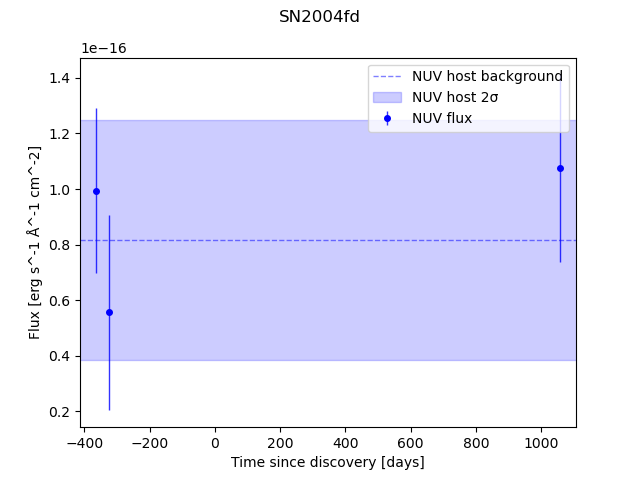 SN2004fd
1e−16
NUV host background
NUV host 2σ
NUV flux
1.4
1.2
1.0
0.8
0.6
0.4
0.2
Flux [erg s^-1 Å^-1 cm^-2]
−400 −200 0 200 400 600 800 1000
Time since discovery [days]